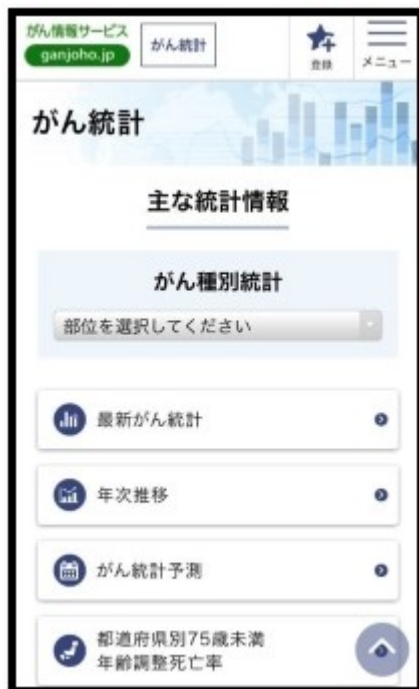 がん情報サービス
ganjoho.jp
がん統計
登録
メニュー
がん統計
主な統計情報
がん種別統計
部位を選択してください
最新がん統計
年次推移
がん統計予測
都道府県別75歳未満
年齢調整死亡率